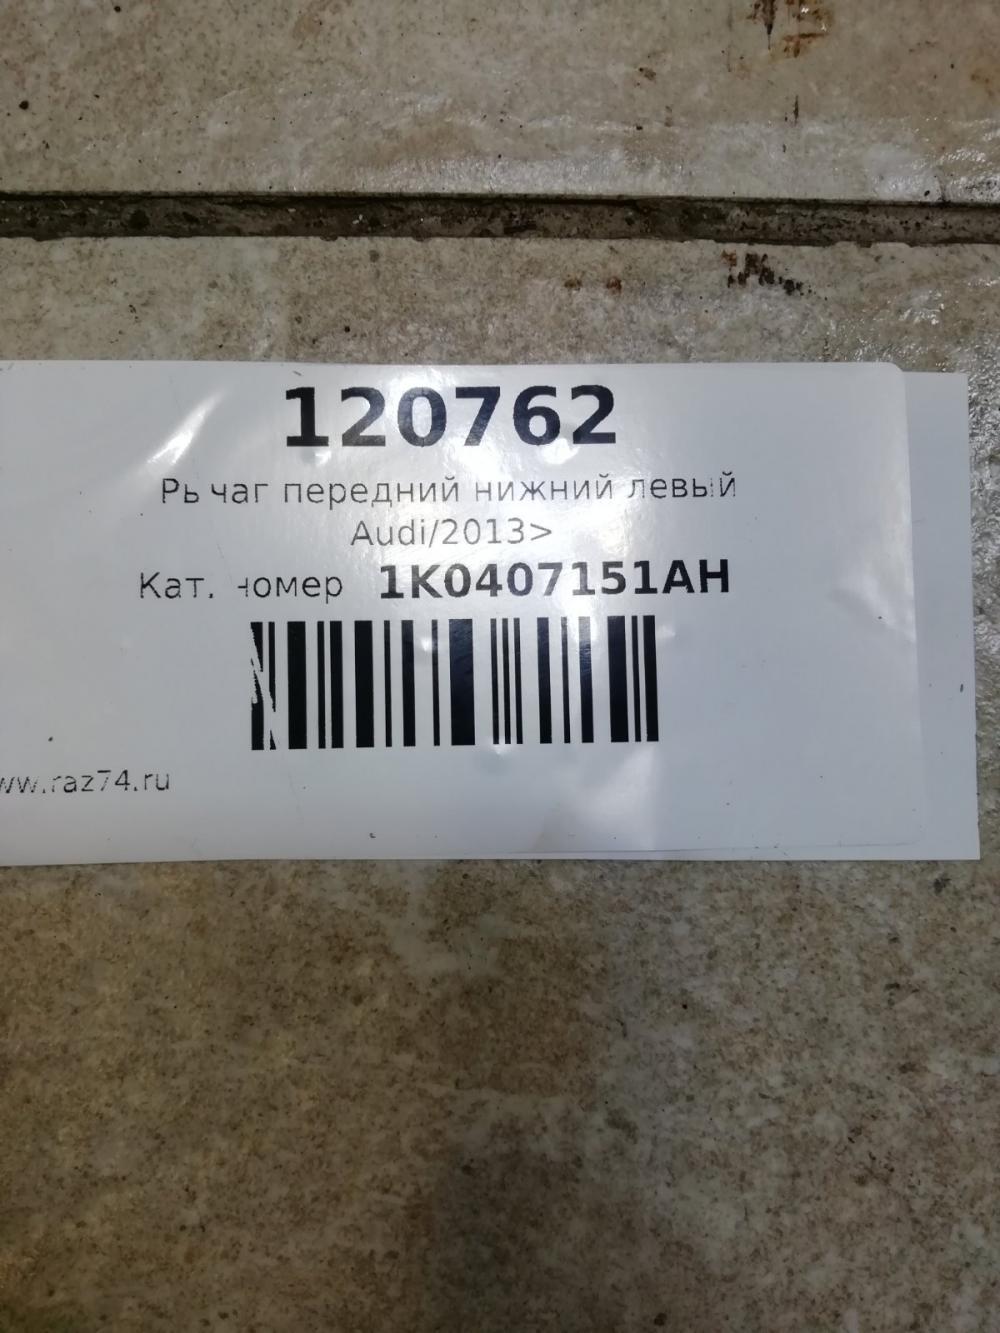 120762
Рычаг передний нижний левый
Audi/2013>
Кат. номер 1K0407151AH
www.raz74.ru